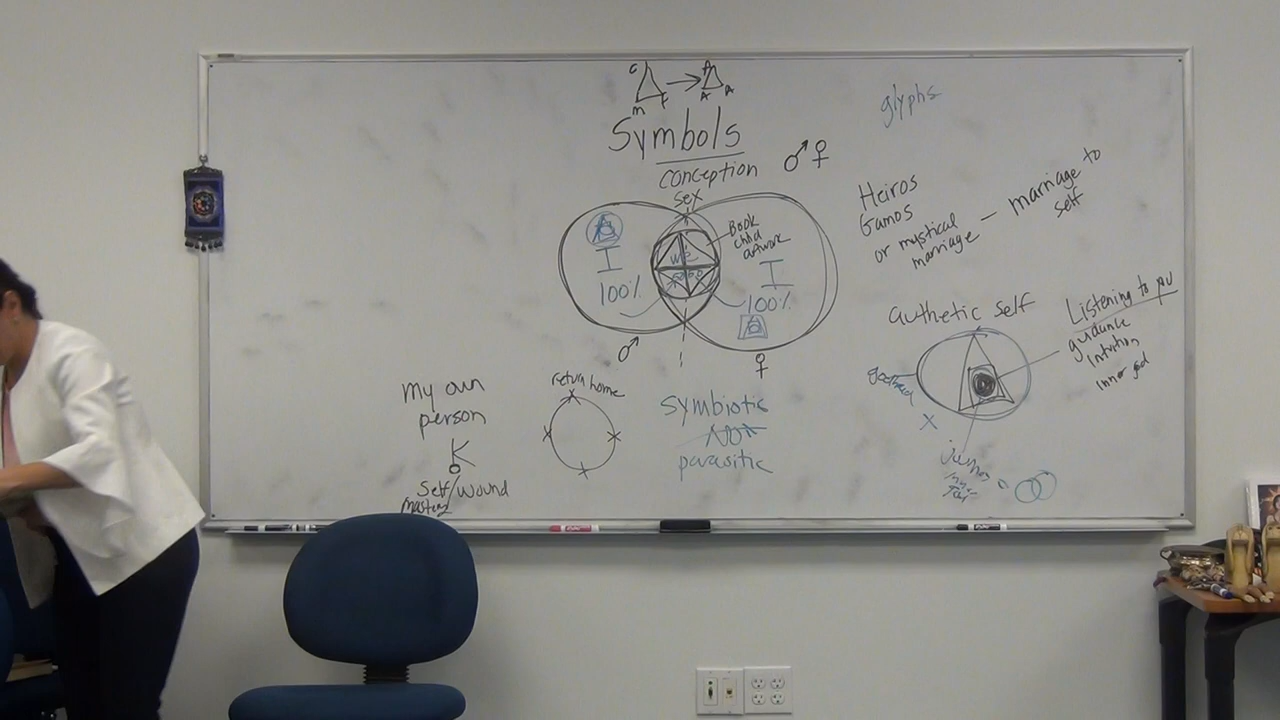 C
M
F
A
A
A
glyphs
Symbols
conception
sex
♂ ♀
Heiros
Gamos
or mystical
marriage
— marriage to
self
I
100%
we
Book
child
artwork
I
100%
♂
♀
authetic self
Listening to
guidance
Intuition
inner god
my own
person
self/wound
return home
symbiotic
NOT
parasitic
X